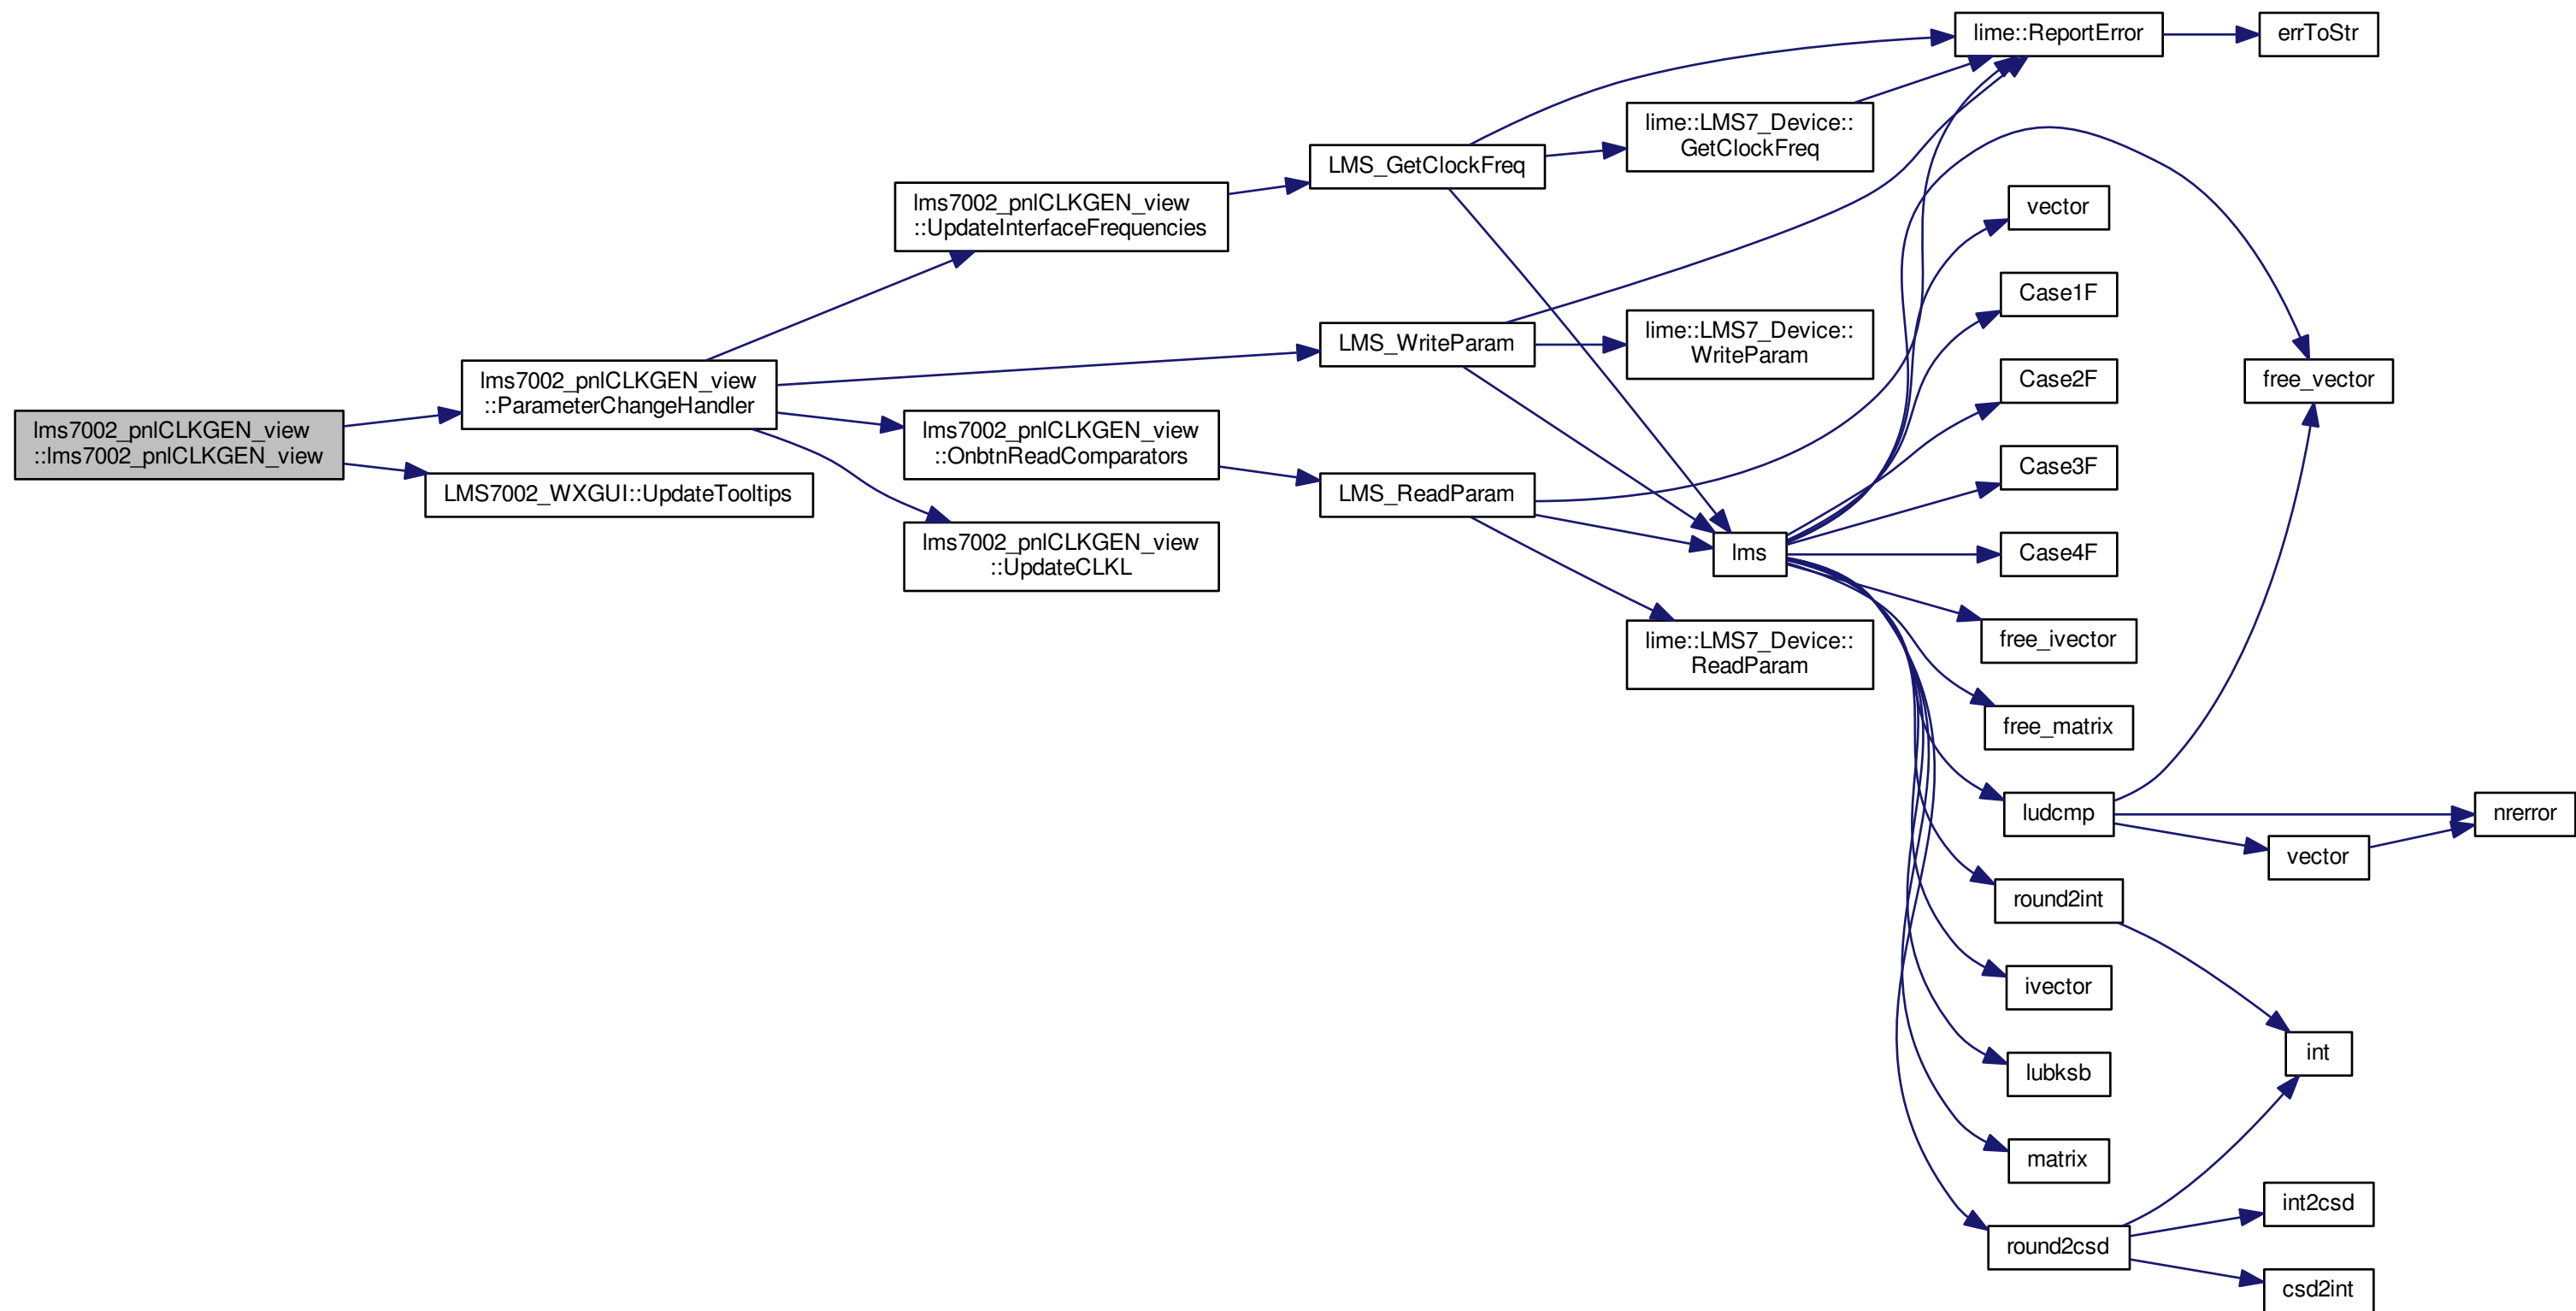 lms7002_pnlCLKGEN_view
::lms7002_pnlCLKGEN_view
lms7002_pnlCLKGEN_view
::ParameterChangeHandler
LMS7002_WXGUI::UpdateTooltips
lms7002_pnlCLKGEN_view
::UpdateInterfaceFrequencies
lms7002_pnlCLKGEN_view
::OnbtnReadComparators
lms7002_pnlCLKGEN_view
::UpdateCLKL
LMS_GetClockFreq
LMS_WriteParam
LMS_ReadParam
lime::LMS7_Device::
GetClockFreq
lime::LMS7_Device::
WriteParam
lms
lime::LMS7_Device::
ReadParam
lime::ReportError
vector
Case1F
Case2F
Case3F
Case4F
free_ivector
free_matrix
ludcmp
round2int
ivector
lubksb
matrix
round2csd
errToStr
free_vector
vector
int
int2csd
csd2int
nrerror